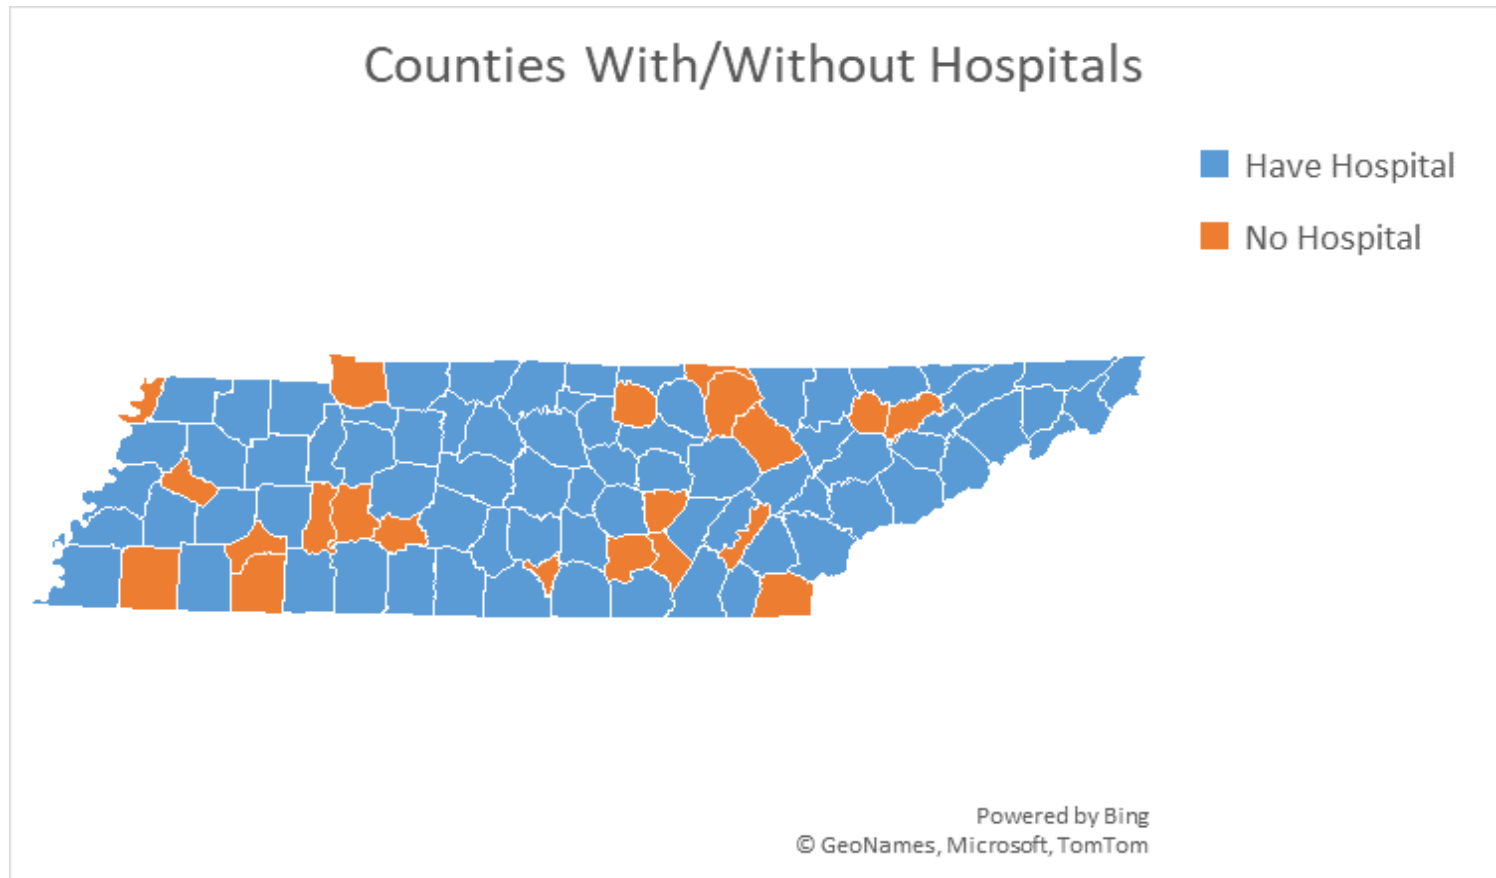 Counties With/Without Hospitals
Have Hospital
No Hospital
Powered by Bing
© GeoNames, Microsoft, TomTom